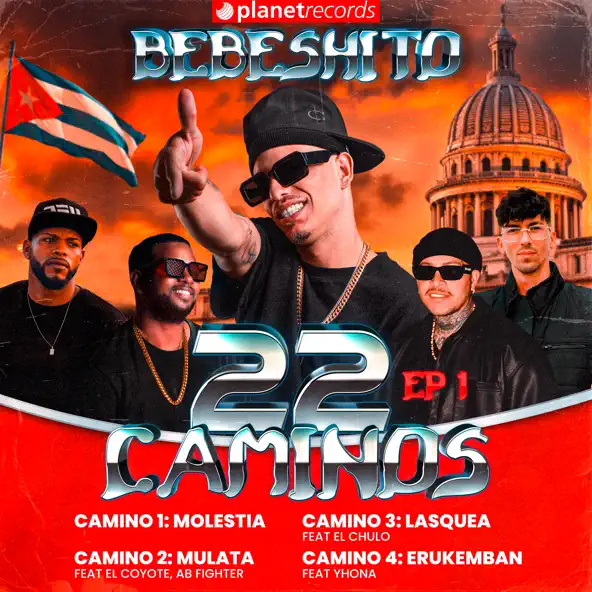 planetrecords
BEBESHITO
22
EP 1
CAMINOS
CAMINO 1: MOLESTIA
CAMINO 2: MULATA
FEAT EL COYOTE, AB FIGHTER
CAMINO 3: LASQUEA
FEAT EL CHULO
CAMINO 4: ERUKEMBAN
FEAT YHONA